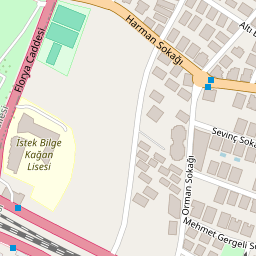 Altı
Harman Sokağı
Florya Caddesi
Sevinç Soka
İstek Bilge
Kağan
Lisesi
Orman Sokağı
Mehmet Gergeli S